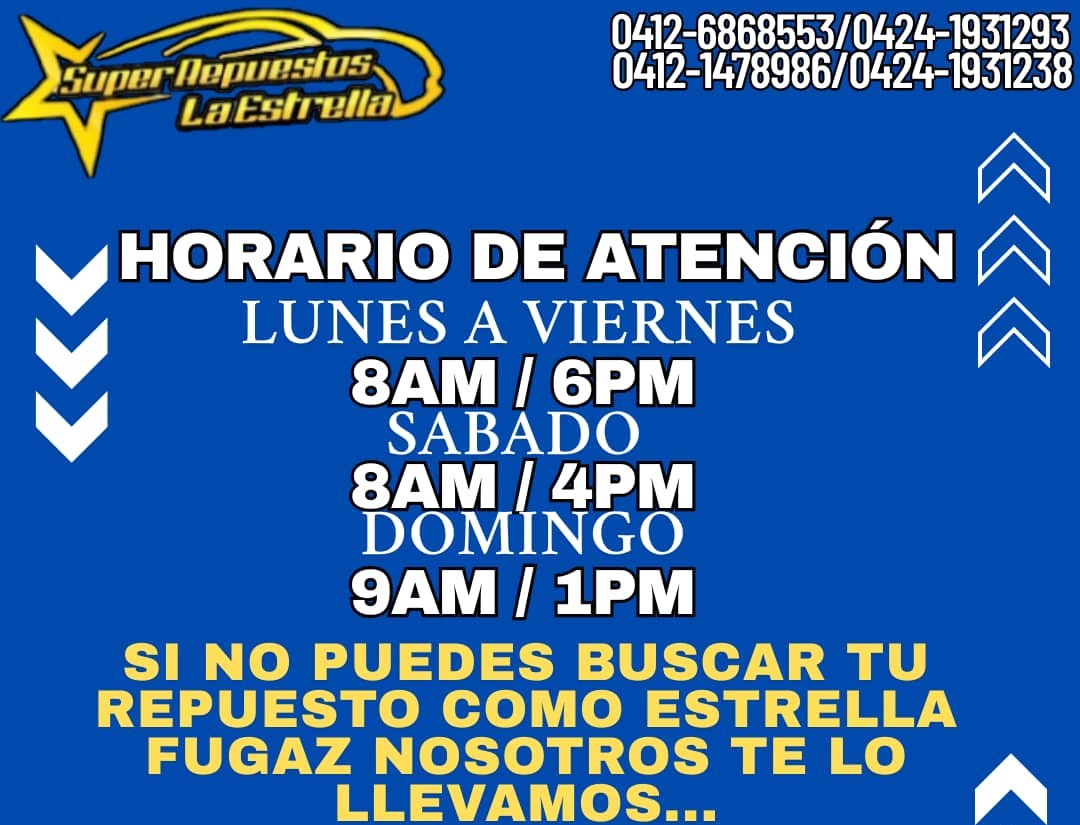 Super Repuestos
La Estrella
0412-6868553/0424-1931293
0412-1478986/0424-1931238
HORARIO DE ATENCIÓN
LUNES A VIERNES
8AM / 6PM
SABADO
8AM / 4PM
DOMINGO
9AM / 1PM
SI NO PUEDES BUSCAR TU
REPUESTO COMO ESTRELLA
FUGAZ NOSOTROS TE LO
LLEVAMOS...